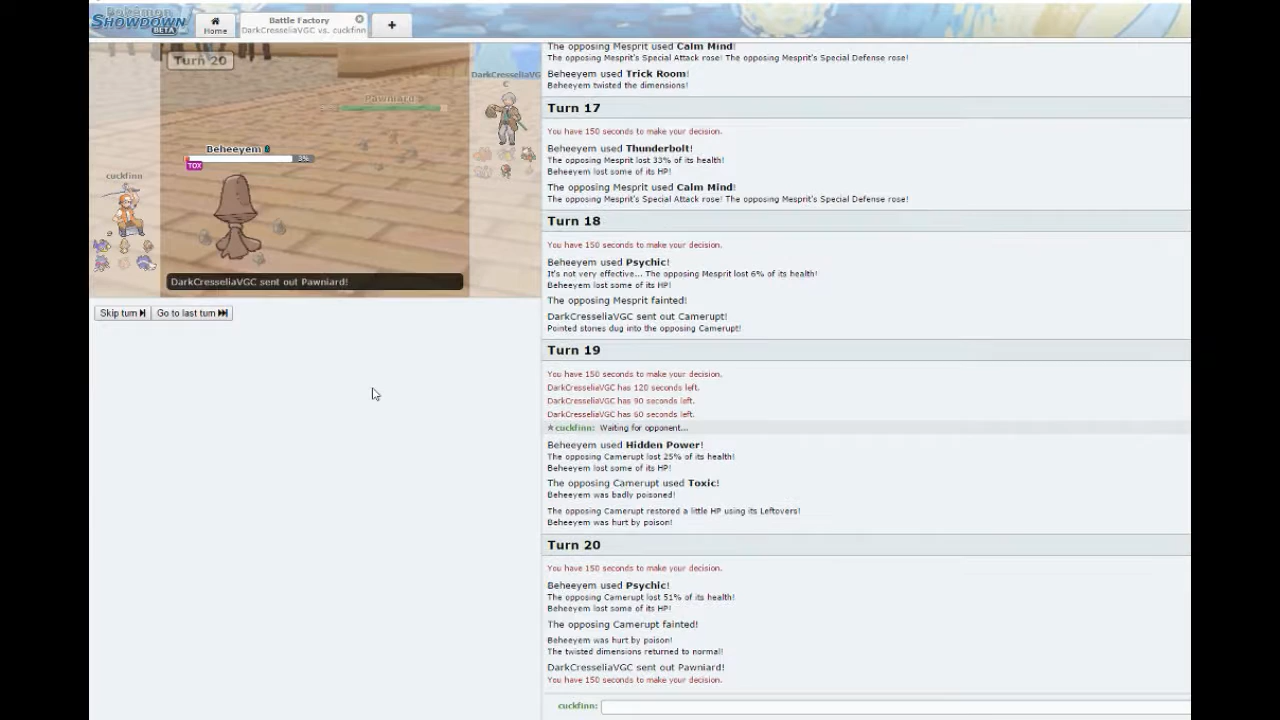 Pokémon
SHOWDOWN
BETA
Home
Battle Factory
DarkCresseliaVGC vs. cuckfinn
+
Turn 20
DarkCresseliaVG
C
Pawniard
Beheeyem
3%
TOX
cuckfinn
DarkCresseliaVGC sent out Pawniard!
Skip turn
Go to last turn
The opposing Mesprit used Calm Mind!
The opposing Mesprit's Special Attack rose! The opposing Mesprit's Special Defense rose!
Beheeyem used Trick Room!
Beheeyem twisted the dimensions!
Turn 17
You have 150 seconds to make your decision.
Beheeyem used Thunderbolt!
The opposing Mesprit lost 33% of its health!
Beheeyem lost some of its HP!
The opposing Mesprit used Calm Mind!
The opposing Mesprit's Special Attack rose! The opposing Mesprit's Special Defense rose!
Turn 18
You have 150 seconds to make your decision.
Beheeyem used Psychic!
It's not very effective... The opposing Mesprit lost 6% of its health!
Beheeyem lost some of its HP!
The opposing Mesprit fainted!
DarkCresseliaVGC sent out Camerupt!
Pointed stones dug into the opposing Camerupt!
Turn 19
You have 150 seconds to make your decision.
DarkCresseliaVGC has 120 seconds left.
DarkCresseliaVGC has 90 seconds left.
DarkCresseliaVGC has 60 seconds left.
☆cuckfinn: Waiting for opponent...
Beheeyem used Hidden Power!
The opposing Camerupt lost 25% of its health!
Beheeyem lost some of its HP!
The opposing Camerupt used Toxic!
Beheeyem was badly poisoned!
The opposing Camerupt restored a little HP using its Leftovers!
Beheeyem was hurt by poison!
Turn 20
You have 150 seconds to make your decision.
Beheeyem used Psychic!
The opposing Camerupt lost 51% of its health!
Beheeyem lost some of its HP!
The opposing Camerupt fainted!
Beheeyem was hurt by poison!
The twisted dimensions returned to normal!
DarkCresseliaVGC sent out Pawniard!
You have 150 seconds to make your decision.
cuckfinn: